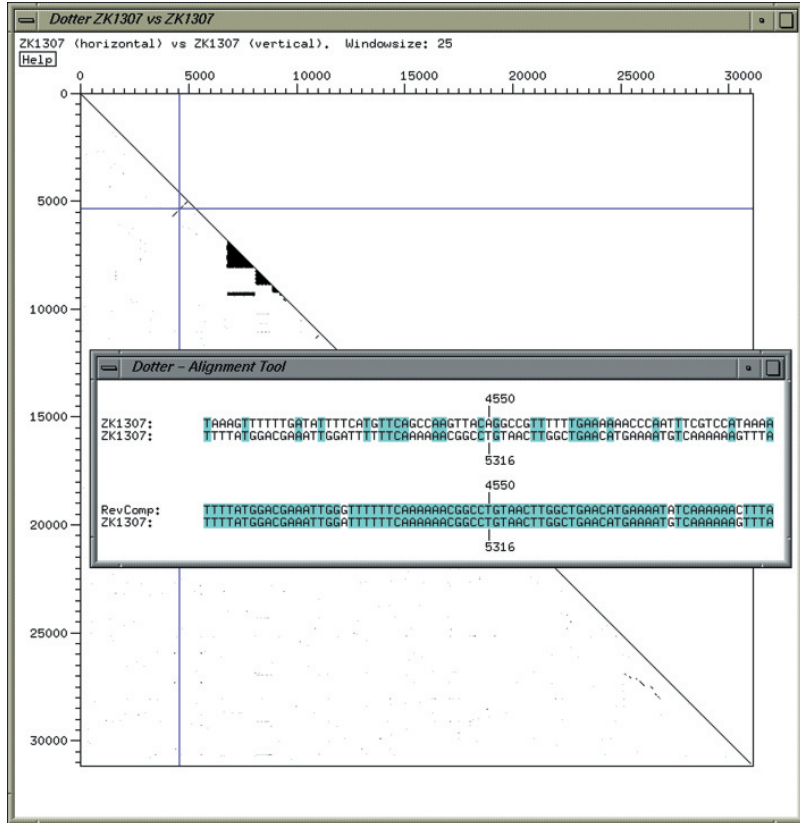 Dotter ZK1307 vs ZK1307
ZK1307 (horizontal) vs ZK1307 (vertical). Windowsize: 25
Help
0 5000 10000 15000 20000 25000 30000
0
5000
10000
Dotter – Alignment Tool
4550
15000
ZK1307: TAAAGTTTTTTGATATTTTCATGTTCAGCCAAGTTACAGGCCGTTTTTTGAAAAAACCCAATTTCGTCCATAAAA
ZK1307: TTTTATGGACGAAATTGGATTTTTTCAAAAAACGGCCTGTAACTTGGCTGAACATGAAAATGTCAAAAAAGTTTA
5316
4550
RevComp: TTTTATGGACGAAATTGGGTTTTTTCAAAAAACGGCCTGTAACTTGGCTGAACATGAAAATATCAAAAAACTTTA
ZK1307: TTTTATGGACGAAATTGGATTTTTTCAAAAAACGGCCTGTAACTTGGCTGAACATGAAAATGTCAAAAAAGTTTA
20000
5316
25000
30000